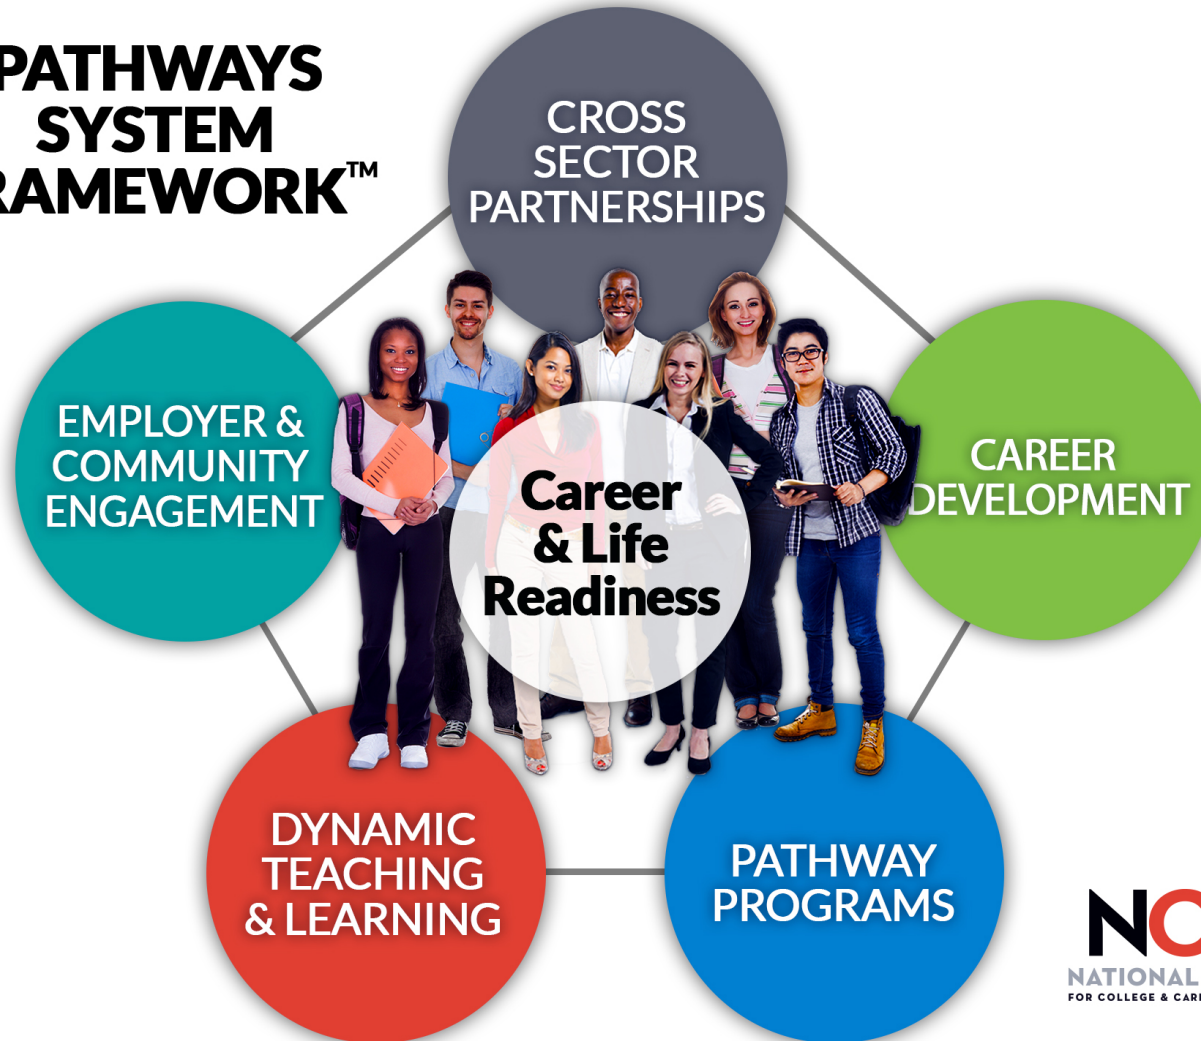 PATHWAYS
SYSTEM
RAMEWORK™
CROSS
SECTOR
PARTNERSHIPS
EMPLOYER &
COMMUNITY
ENGAGEMENT
CAREER
DEVELOPMENT
Career
& Life
Readiness
DYNAMIC
TEACHING
& LEARNING
PATHWAY
PROGRAMS
NC
NATIONAL
FOR COLLEGE & CAR